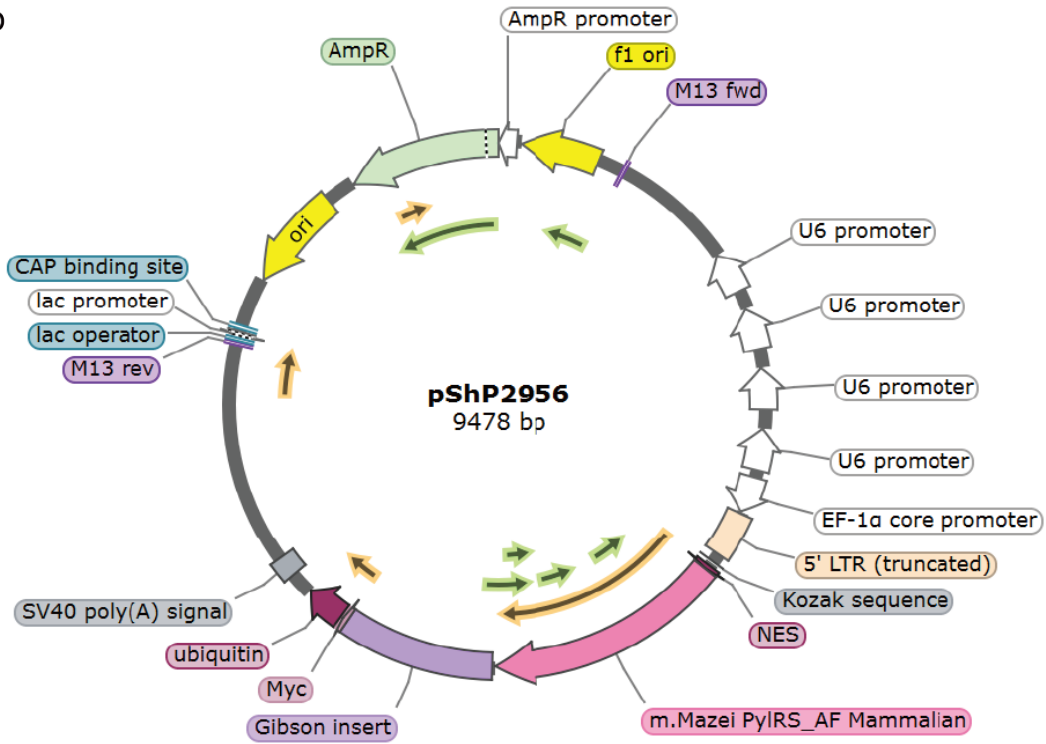 AmpR promoter
AmpR
f1 ori
M13 fwd
ori
U6 promoter
CAP binding site
lac promoter
U6 promoter
lac operator
M13 rev
pShP2956
9478 bp
U6 promoter
U6 promoter
EF-1α core promoter
5' LTR (truncated)
Kozak sequence
SV40 poly(A) signal
NES
ubiquitin
Myc
m.Mazei PylRS_AF Mammalian
Gibson insert